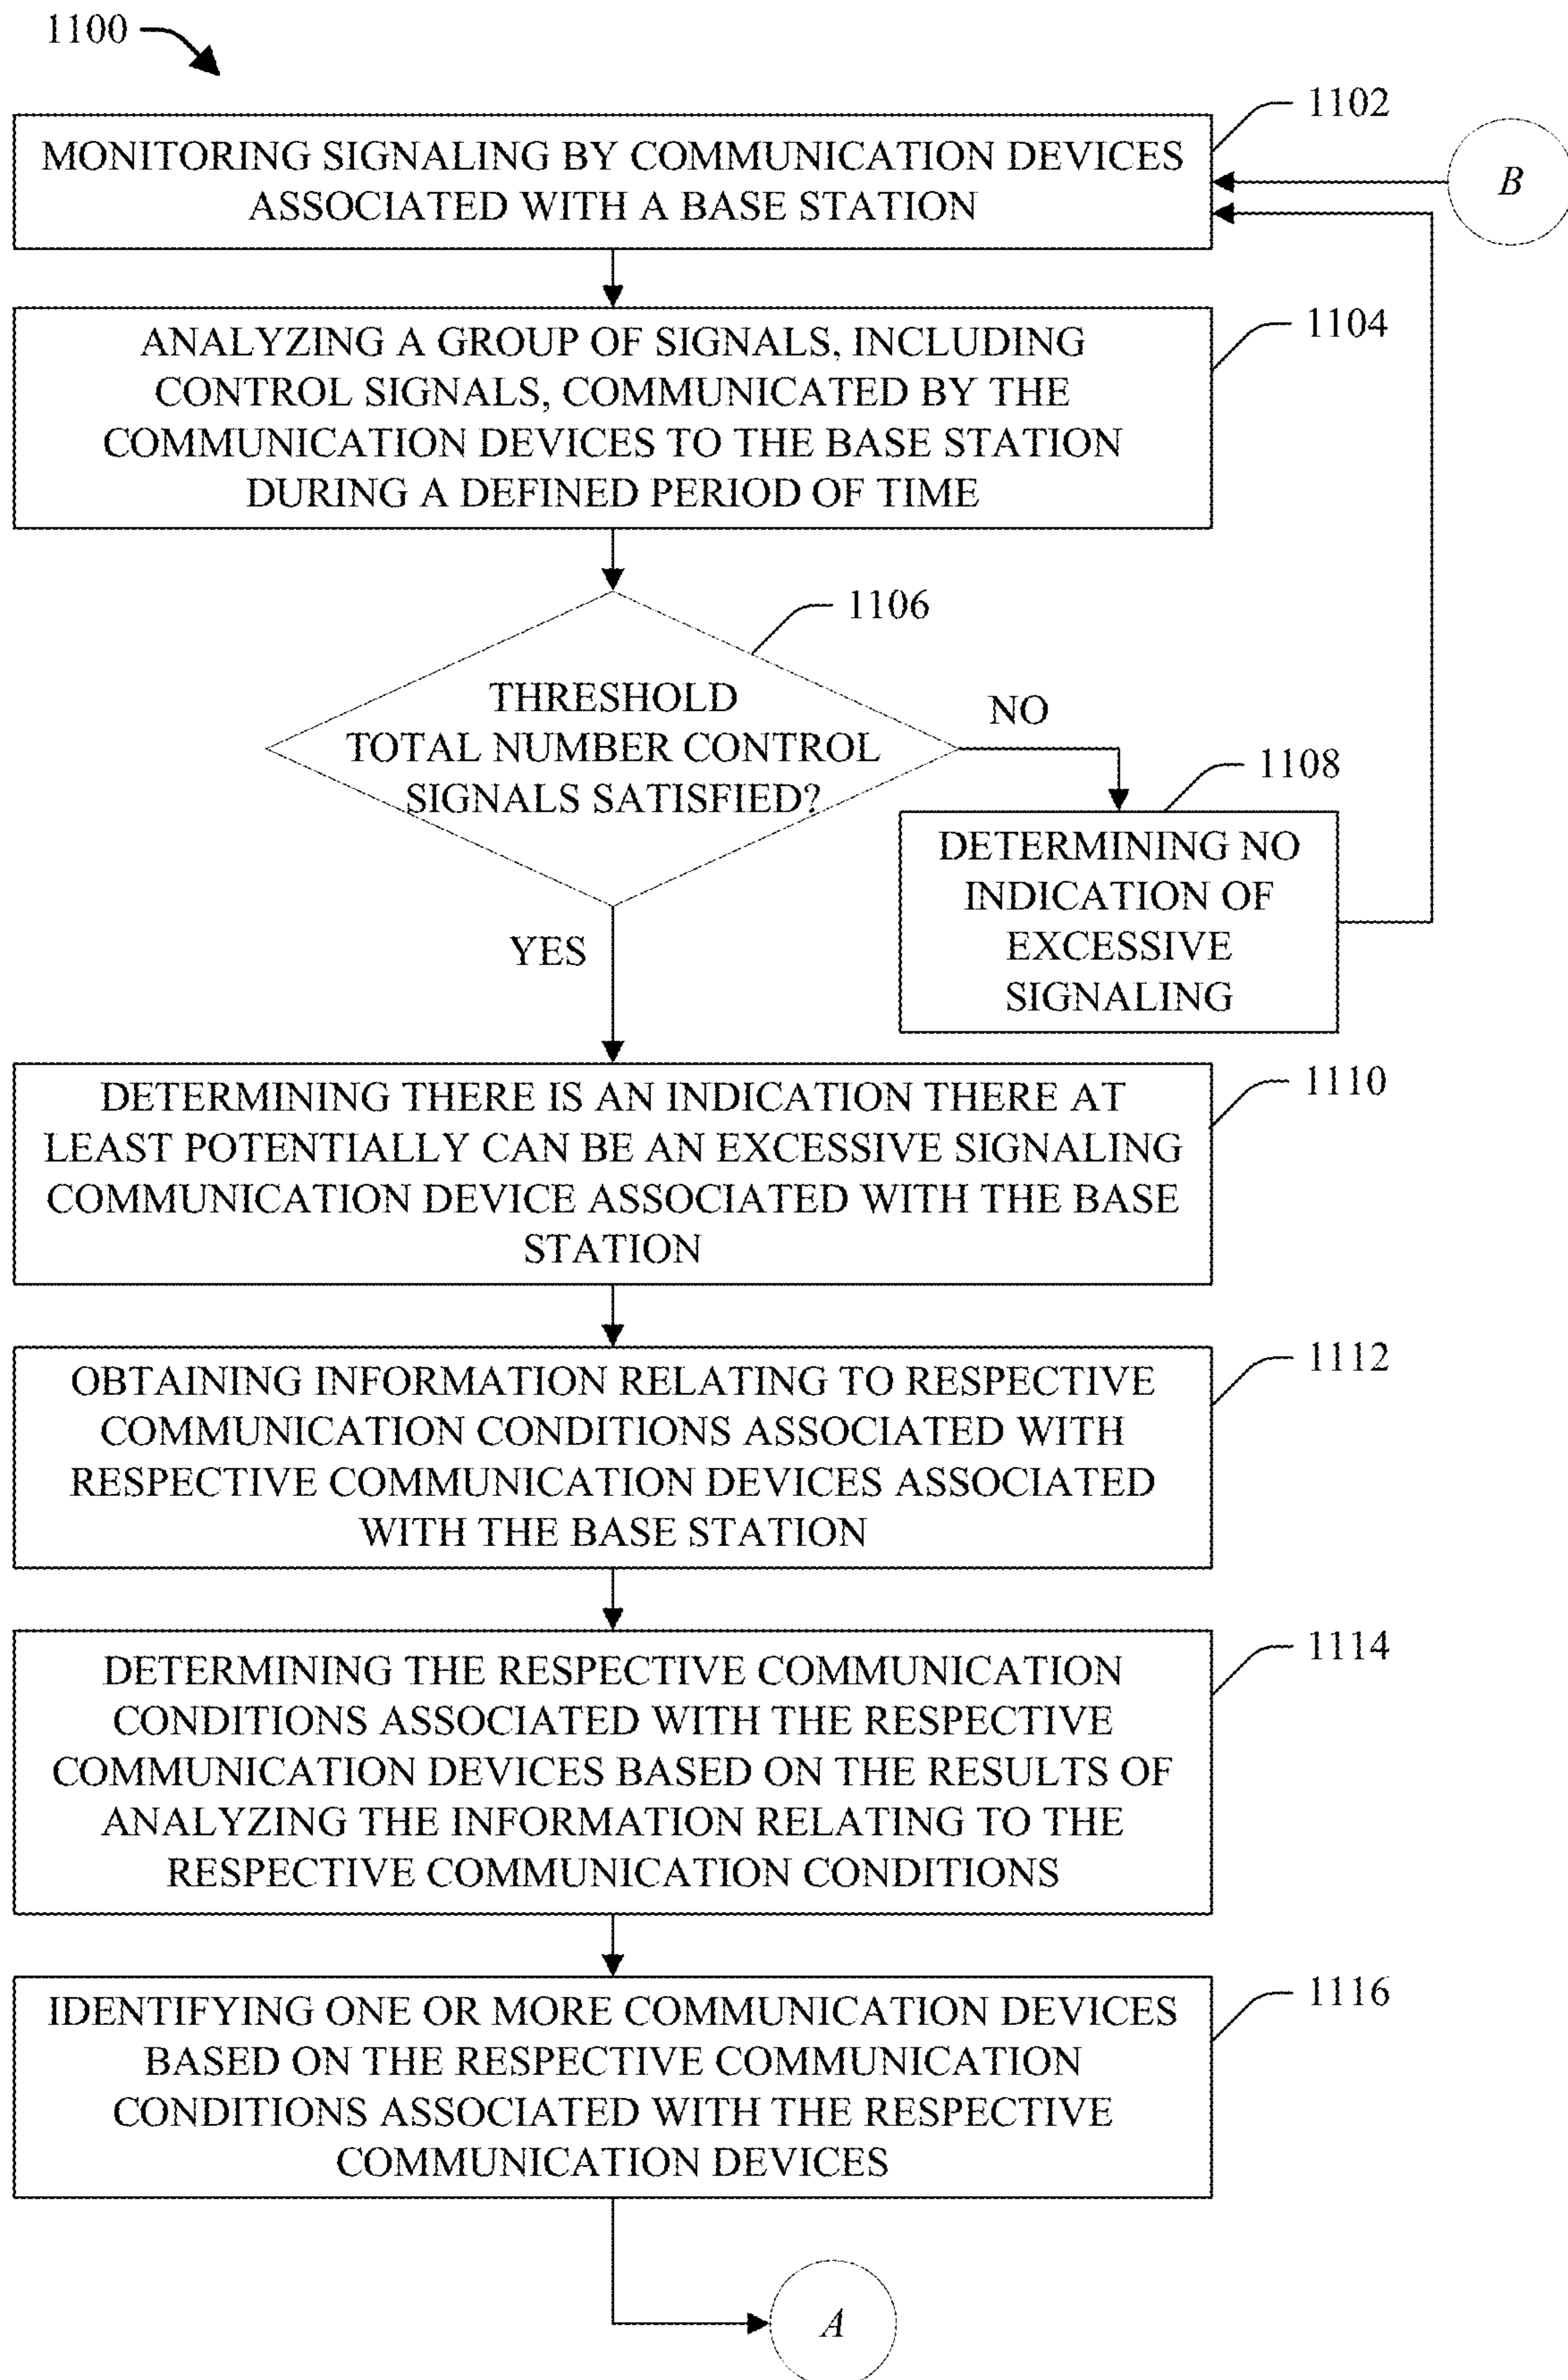 1100
1102
MONITORING SIGNALING BY COMMUNICATION DEVICES
ASSOCIATED WITH A BASE STATION
B
1104
ANALYZING A GROUP OF SIGNALS, INCLUDING
CONTROL SIGNALS, COMMUNICATED BY THE
COMMUNICATION DEVICES TO THE BASE STATION
DURING A DEFINED PERIOD OF TIME
1106
THRESHOLD
TOTAL NUMBER CONTROL
SIGNALS SATISFIED?
NO
1108
DETERMINING NO
INDICATION OF
EXCESSIVE
SIGNALING
YES
1110
DETERMINING THERE IS AN INDICATION THERE AT
LEAST POTENTIALLY CAN BE AN EXCESSIVE SIGNALING
COMMUNICATION DEVICE ASSOCIATED WITH THE BASE
STATION
1112
OBTAINING INFORMATION RELATING TO RESPECTIVE
COMMUNICATION CONDITIONS ASSOCIATED WITH
RESPECTIVE COMMUNICATION DEVICES ASSOCIATED
WITH THE BASE STATION
1114
DETERMINING THE RESPECTIVE COMMUNICATION
CONDITIONS ASSOCIATED WITH THE RESPECTIVE
COMMUNICATION DEVICES BASED ON THE RESULTS OF
ANALYZING THE INFORMATION RELATING TO THE
RESPECTIVE COMMUNICATION CONDITIONS
1116
IDENTIFYING ONE OR MORE COMMUNICATION DEVICES
BASED ON THE RESPECTIVE COMMUNICATION
CONDITIONS ASSOCIATED WITH THE RESPECTIVE
COMMUNICATION DEVICES
A